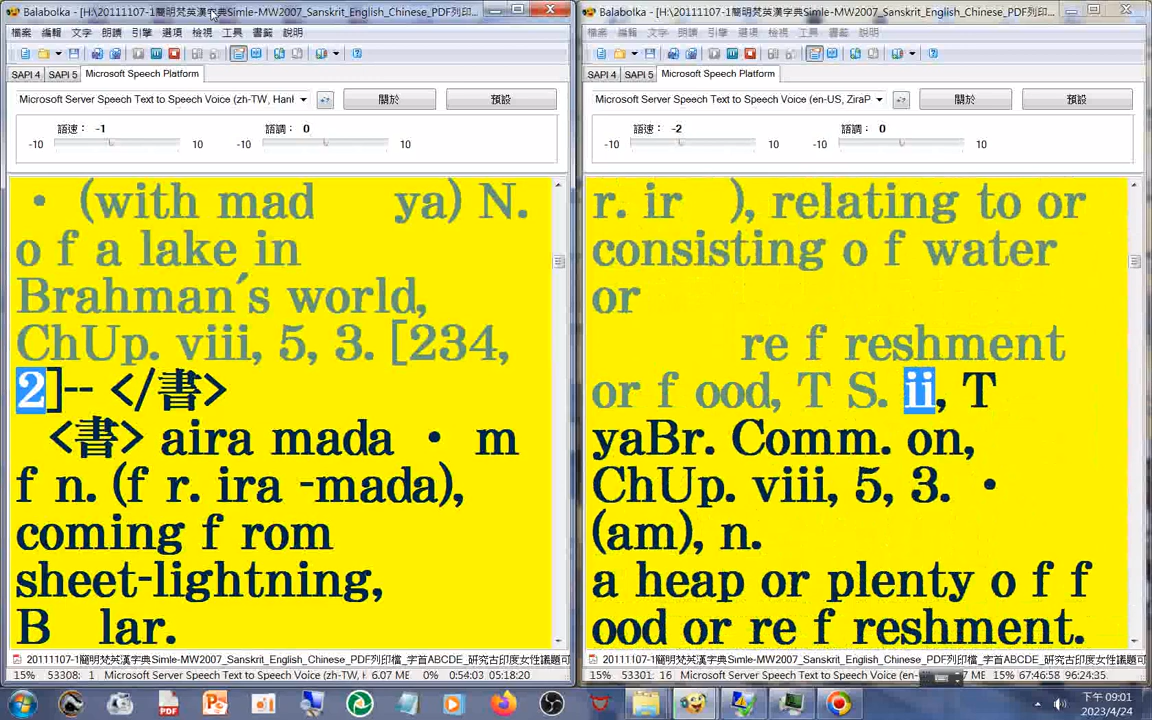 Balabolka - [H:\20111107-1簡明梵英漢字典Simle-MW2007_Sanskrit_English_Chinese_PDF列印...
檔案 編輯 文字 朗讀 引擎 選項 檢視 工具 書籤 說明
SAPI 4 SAPI 5 Microsoft Speech Platform
Microsoft Server Speech Text to Speech Voice (zh-TW, Hanl
關於 預設
語速： -1 語調： 0
-10 10 -10 10
• (with mad ya) N.
o f a lake in
Brahman´s world,
ChUp. viii, 5, 3. [234,
2]-- </書>
<書> aira mada • m
f n. (f r. ira -mada),
coming f rom
sheet-lightning,
B lar.
20111107-1簡明梵英漢字典Simle-MW2007_Sanskrit_English_Chinese_PDF列印檔_字首ABCDE_研究古印度女性議題可
15% 53308: 1 Microsoft Server Speech Text to Speech Voice (zh-TW, H 6.07 MB 0% 0:54:03 05:18:20
Balabolka - [H:\20111107-1簡明梵英漢字典Simle-MW2007_Sanskrit_English_Chinese_PDF列印...
檔案 編輯 文字 朗讀 引擎 選項 檢視 工具 書籤 說明
SAPI 4 SAPI 5 Microsoft Speech Platform
Microsoft Server Speech Text to Speech Voice (en-US, ZiraP
關於 預設
語速： -2 語調： 0
-10 10 -10 10
r. ir ), relating to or
consisting o f water
or
re f reshment
or f ood, T S. ii, T
yaBr. Comm. on,
ChUp. viii, 5, 3. •
(am), n.
a heap or plenty o f f
ood or re f reshment.
20111107-1簡明梵英漢字典Simle-MW2007_Sanskrit_English_Chinese_PDF列印檔_字首ABCDE_研究古印度女性議題可
15% 53301: 16 Microsoft Server Speech Text to Speech Voice (en- 15% 67:46:58 96:24:35
下午 09:01
2023/4/24